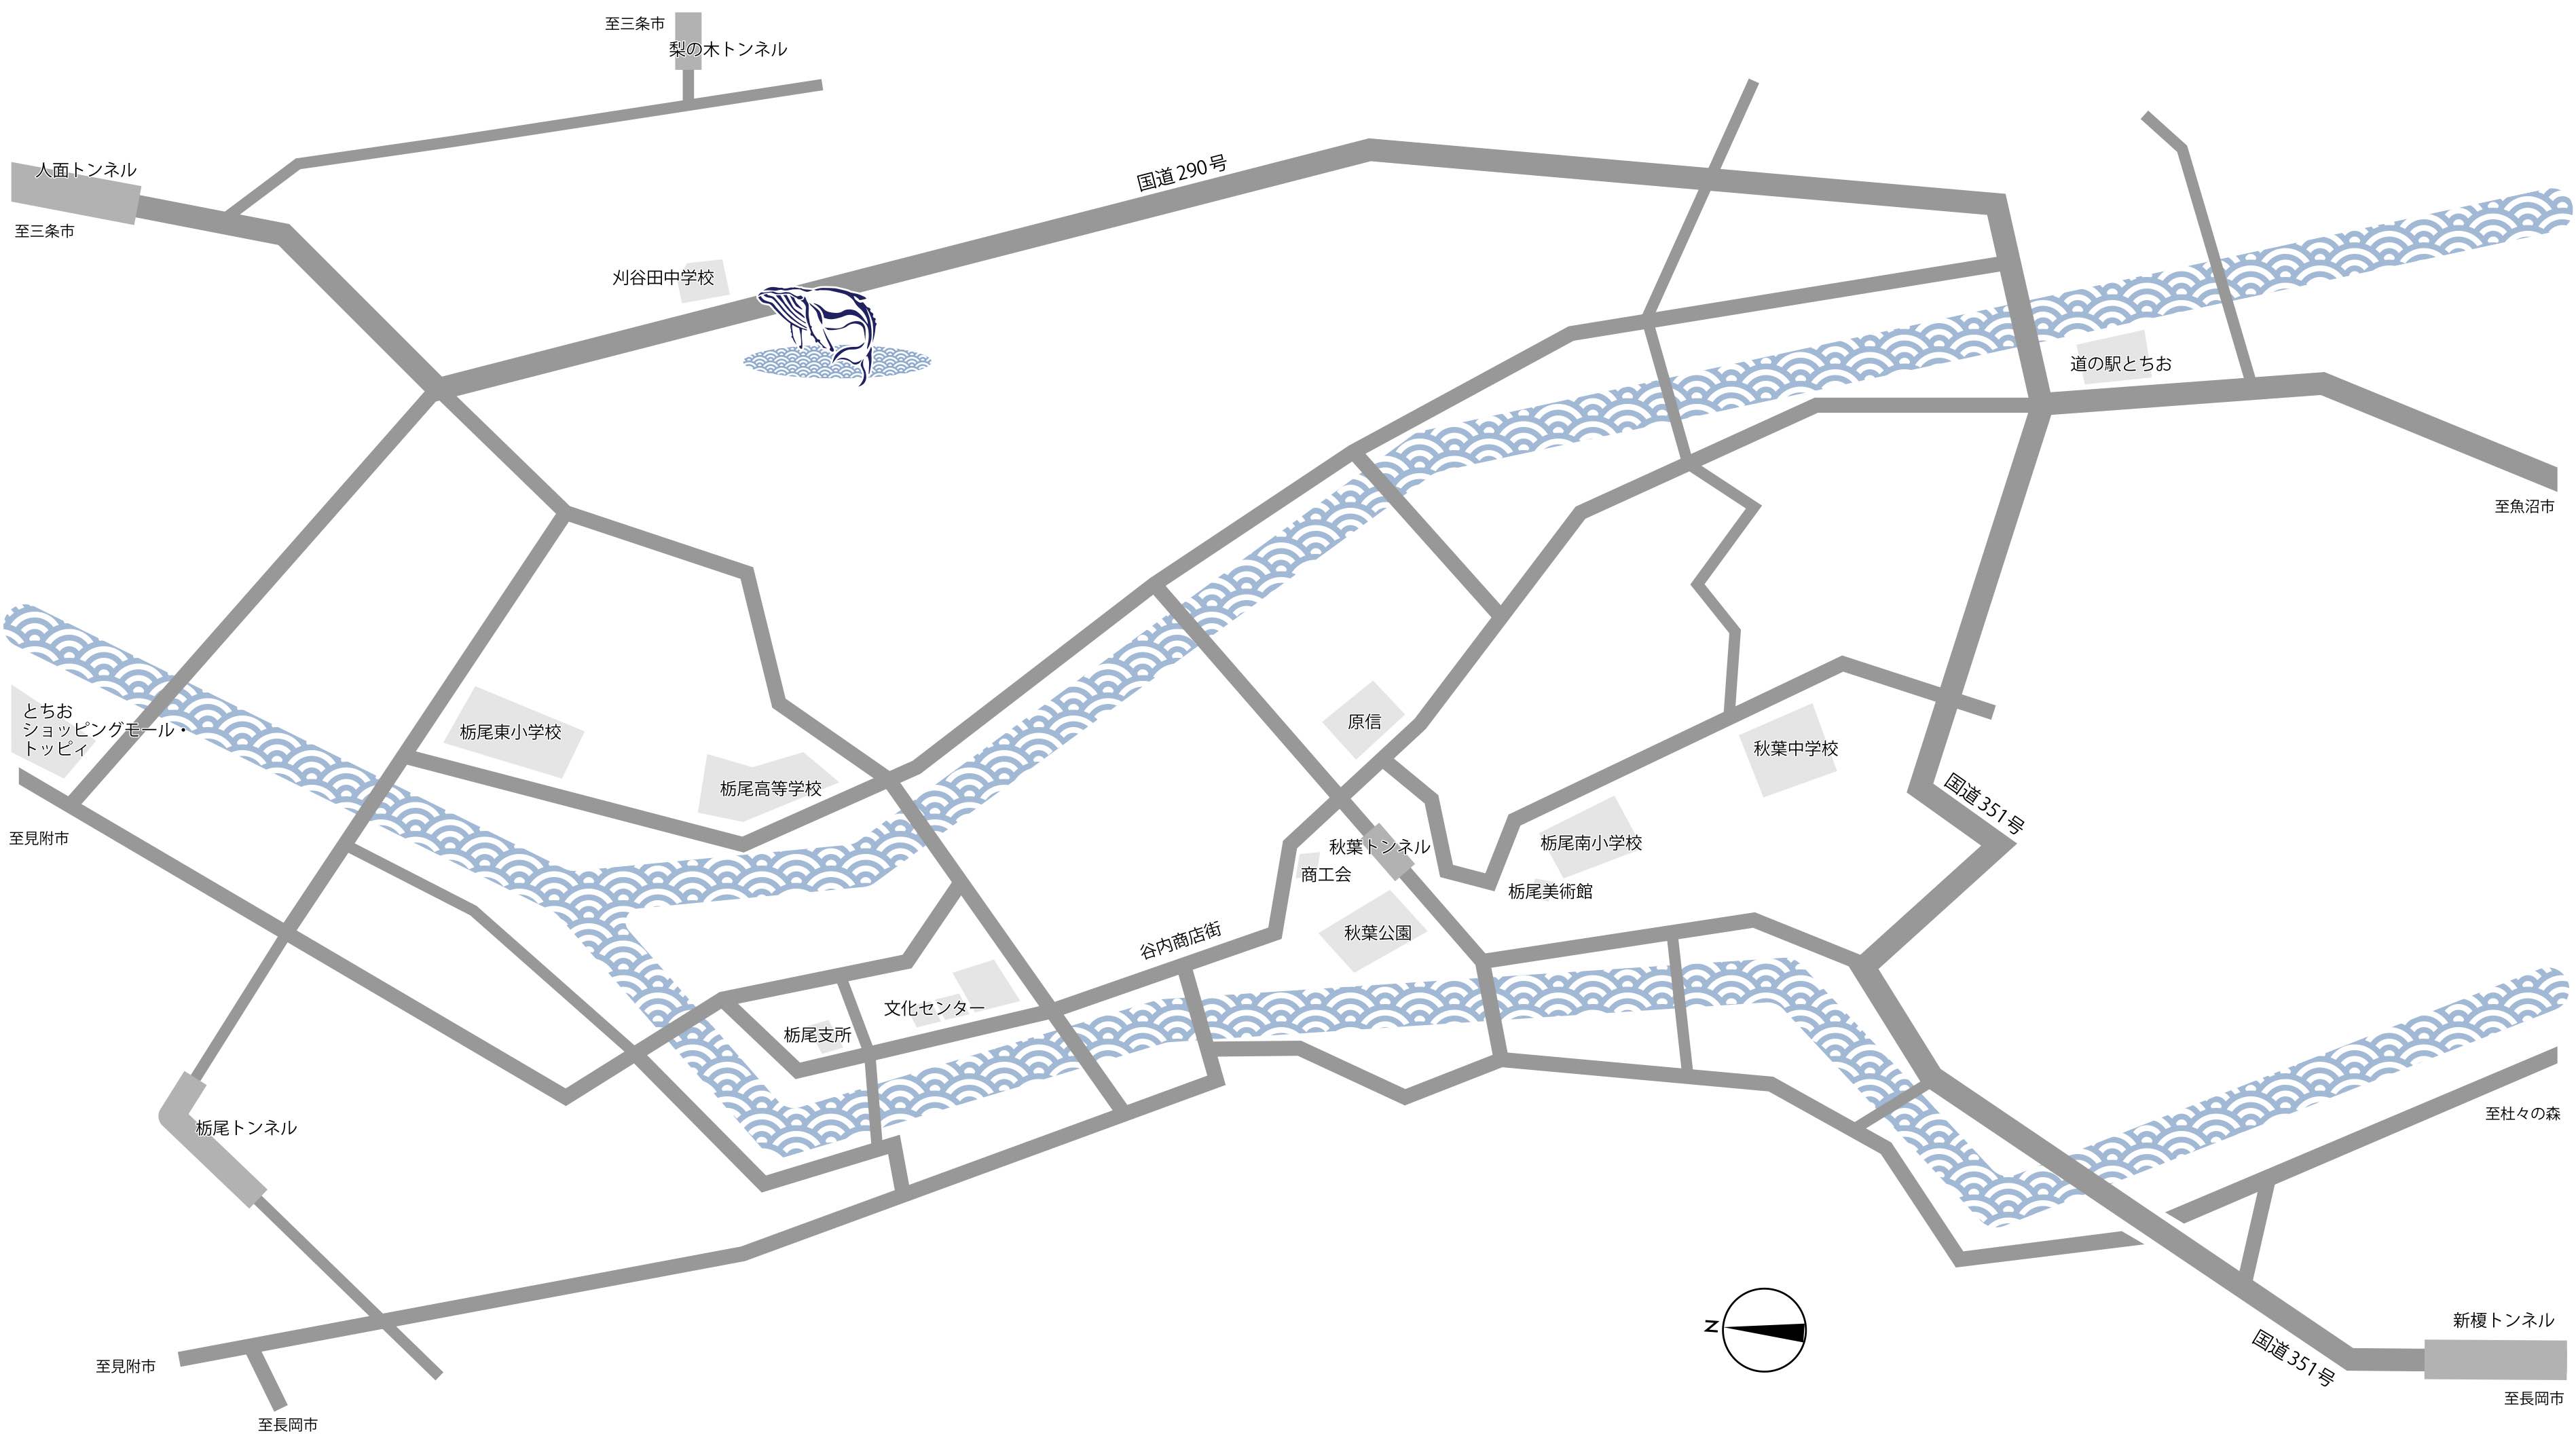 至三条市
梨の木トンネル
人面トンネル
至三条市
国道290号
刈谷田中学校
道の駅とちお
至魚沼市
とちお
ショッピングモール・
トッピィ
栃尾東小学校
栃尾高等学校
原信
秋葉中学校
国道351号
至見附市
秋葉トンネル
商工会
栃尾南小学校
栃尾美術館
谷内商店街
秋葉公園
文化センター
栃尾支所
栃尾トンネル
至杜々の森
N
新榎トンネル
国道351号
至見附市
至長岡市
至長岡市